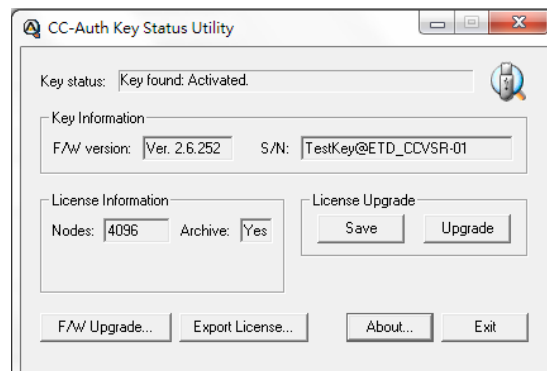 CC-Auth Key Status Utility
Key status: Key found: Activated.
Key Information
F/W version: Ver. 2.6.252 S/N: TestKey@ETD_CCVSR-01
License Information License Upgrade
Nodes: 4096 Archive: Yes Save Upgrade
F/W Upgrade... Export License... About... Exit